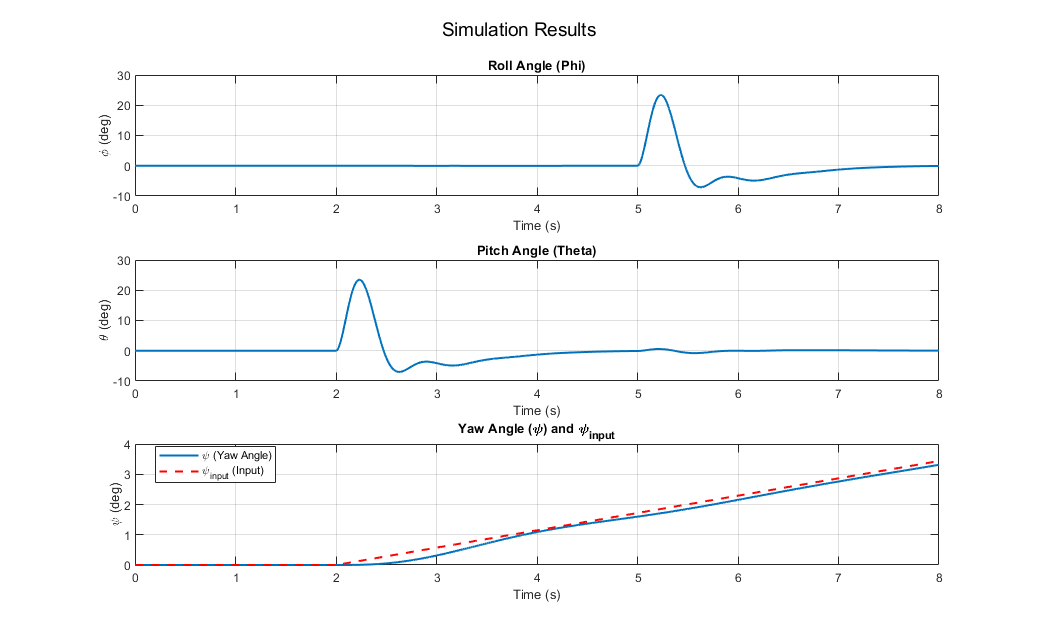 Simulation Results
Roll Angle (Phi)
30
20
10
0
-10
ϕ (deg)
0 1 2 3 4 5 6 7 8
Time (s)
Pitch Angle (Theta)
30
20
10
0
-10
θ (deg)
0 1 2 3 4 5 6 7 8
Time (s)
Yaw Angle (ψ) and ψ_input
4
3
2
1
0
ψ (deg)
ψ (Yaw Angle)
ψ_input (Input)
0 1 2 3 4 5 6 7 8
Time (s)